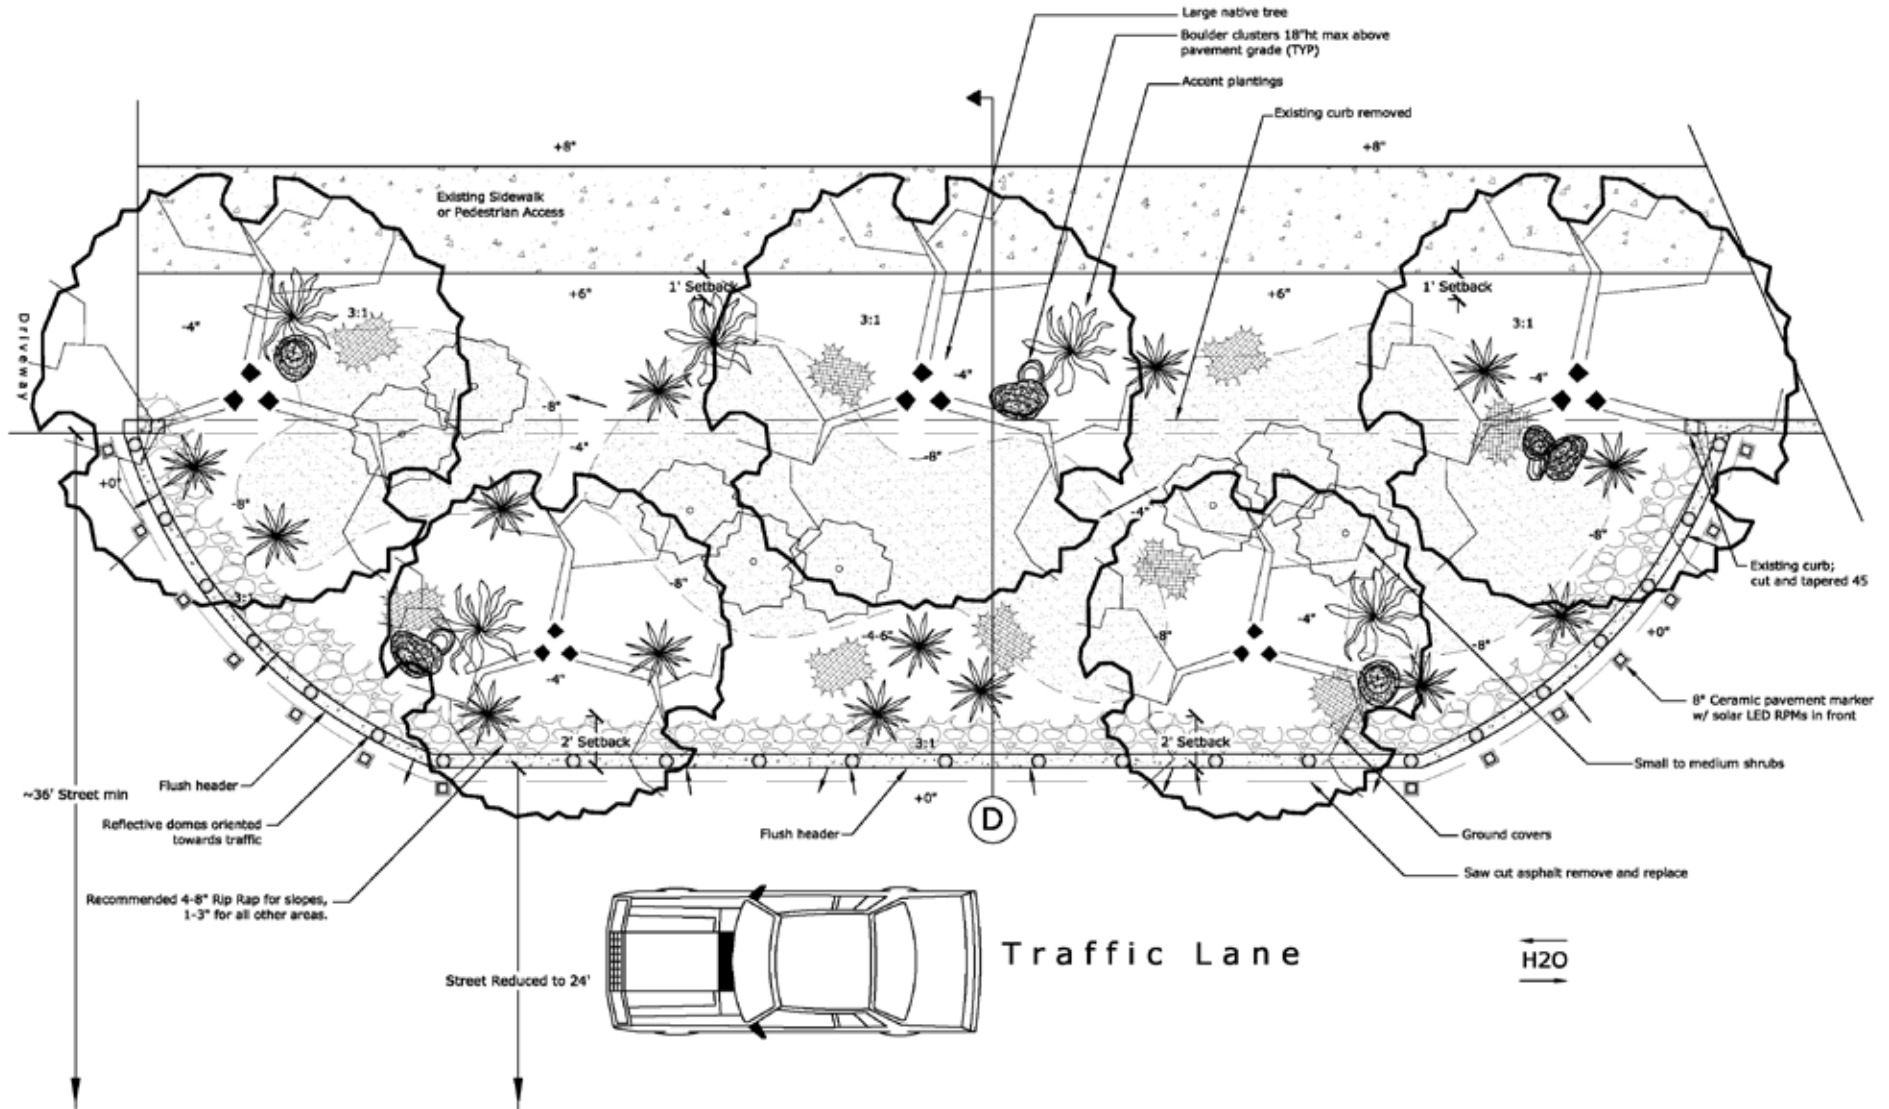 Large native tree
Boulder clusters 18"ht max above
pavement grade (TYP)
Accent plantings
Existing curb removed
+8"
+8"
Existing Sidewalk
or Pedestrian Access
1' Setback
+6"
+6"
1' Setback
Driveway
-4"
3:1
3:1
3:1
-4"
-4"
-8"
-4"
-8"
+0"
-8"
-4"
-8"
Existing curb;
cut and tapered 45
3:1
-8"
-4-6"
-8"
-4"
-8"
+0"
-4"
8" Ceramic pavement marker
w/ solar LED RPMs in front
2' Setback
3:1
2' Setback
Small to medium shrubs
~36' Street min
Flush header
+0"
Reflective domes oriented
towards traffic
Flush header
D
Ground covers
Saw cut asphalt remove and replace
Recommended 4-8" Rip Rap for slopes,
1-3" for all other areas.
Traffic Lane
H2O
Street Reduced to 24'